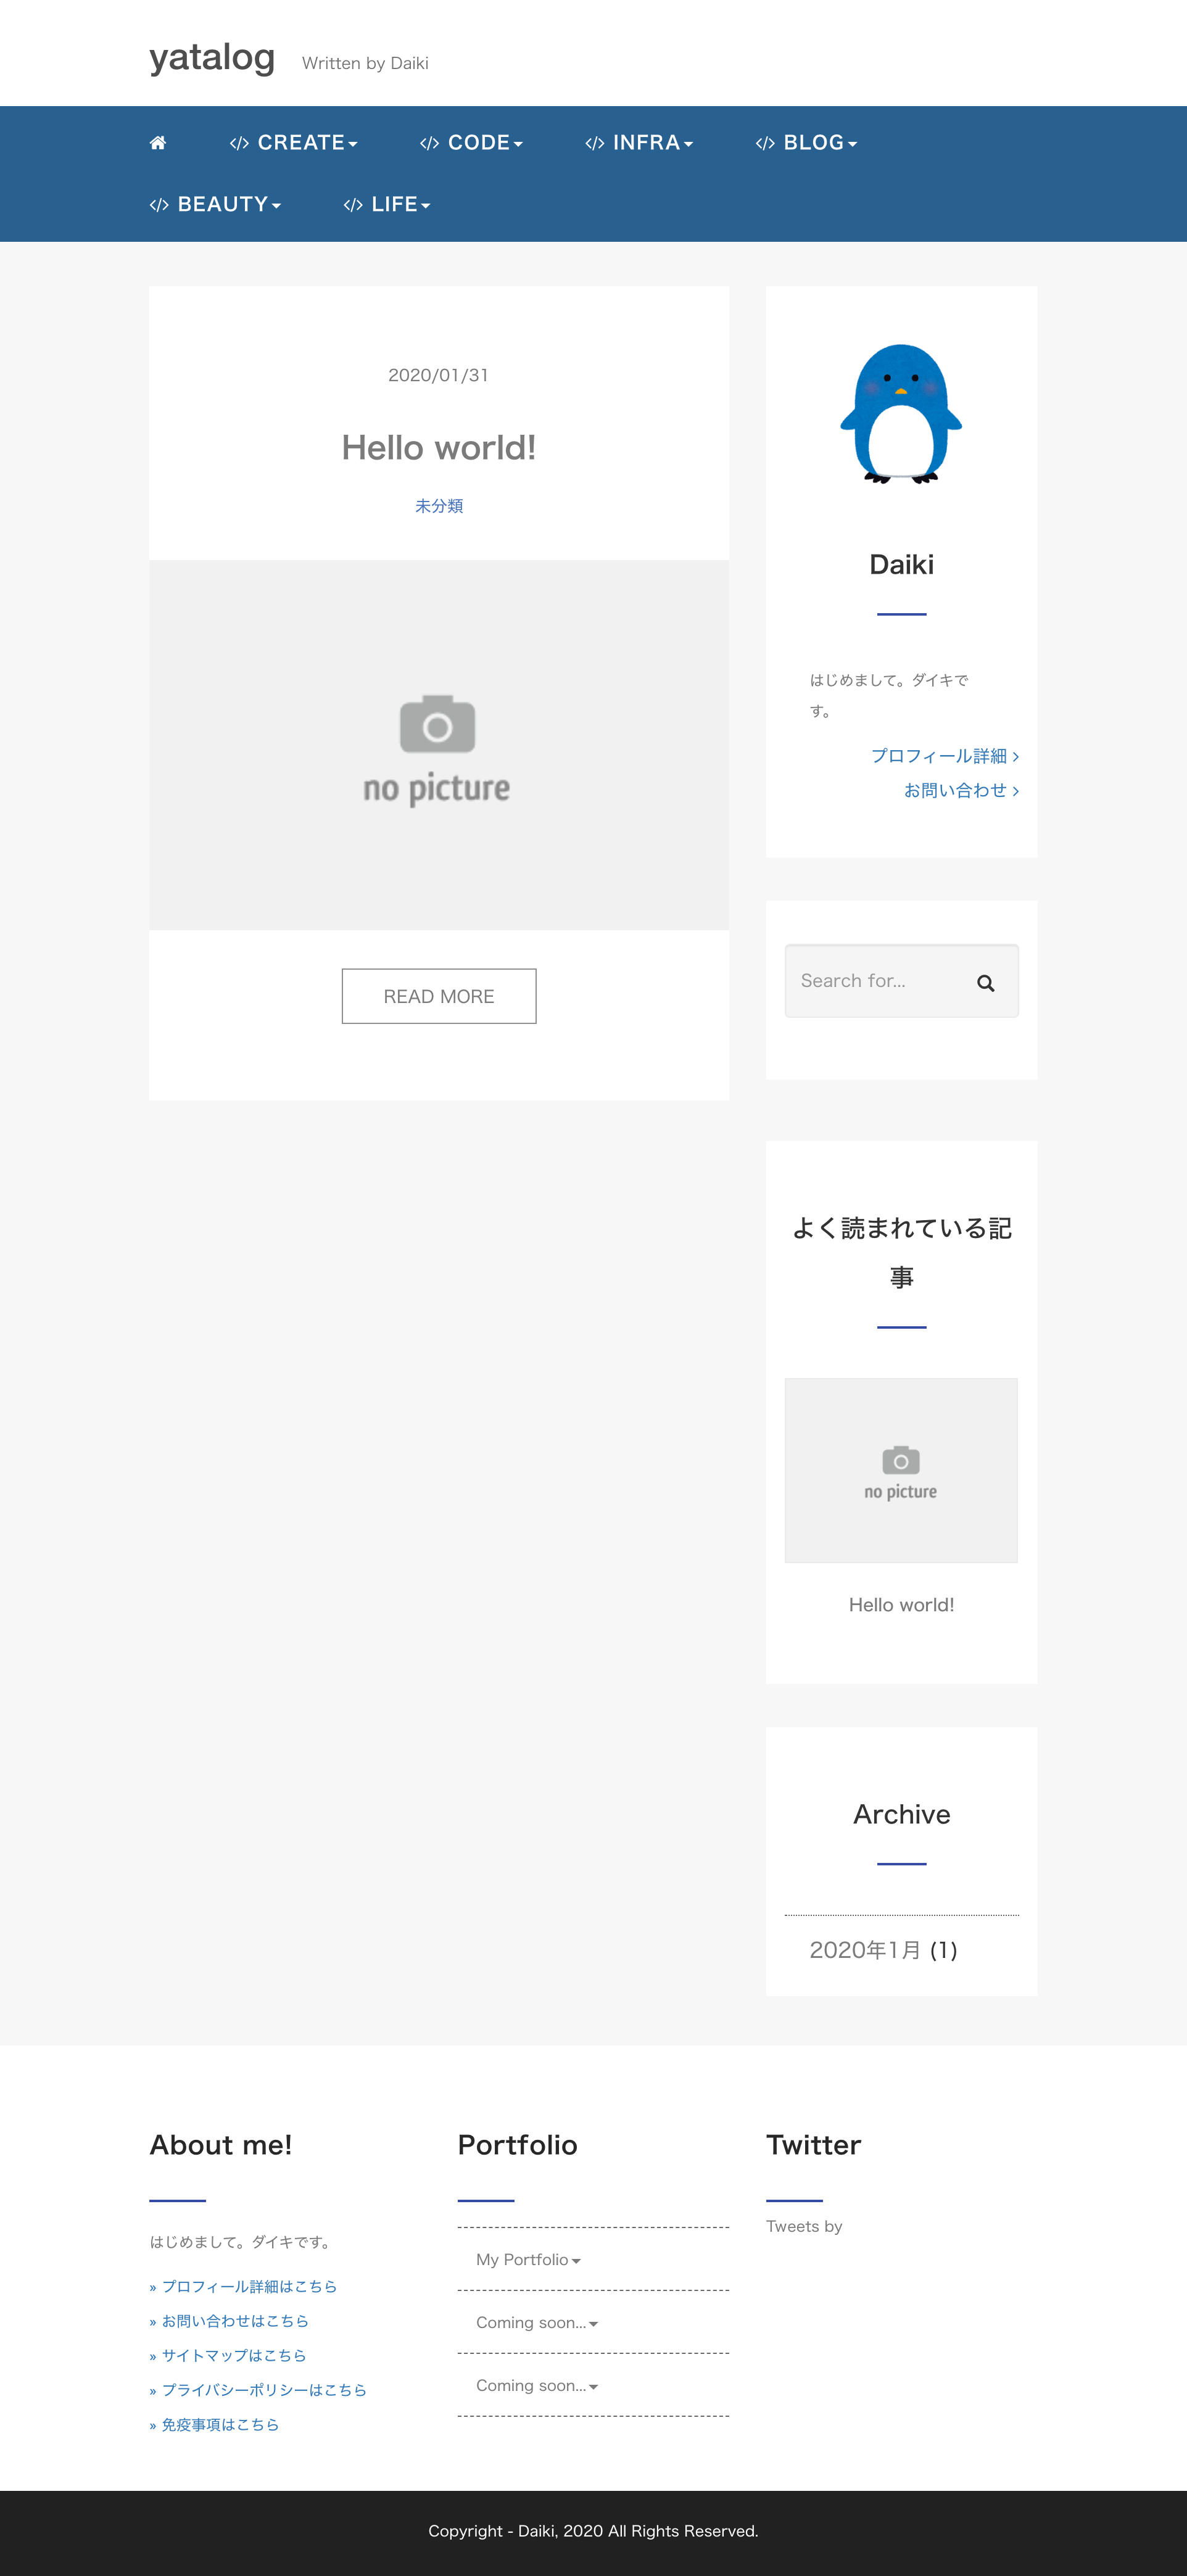 yatalog Written by Daiki
</> CREATE </> CODE </> INFRA </> BLOG
</> BEAUTY </> LIFE
2020/01/31
Hello world!
未分類
no picture
READ MORE
Daiki
はじめまして。ダイキで
す。
プロフィール詳細 >
お問い合わせ >
Search for...
よく読まれている記
事
no picture
Hello world!
Archive
2020年1月 (1)
About me!
はじめまして。ダイキです。
» プロフィール詳細はこちら
» お問い合わせはこちら
» サイトマップはこちら
» プライバシーポリシーはこちら
» 免疫事項はこちら
Portfolio
My Portfolio
Coming soon...
Coming soon...
Twitter
Tweets by
Copyright - Daiki, 2020 All Rights Reserved.